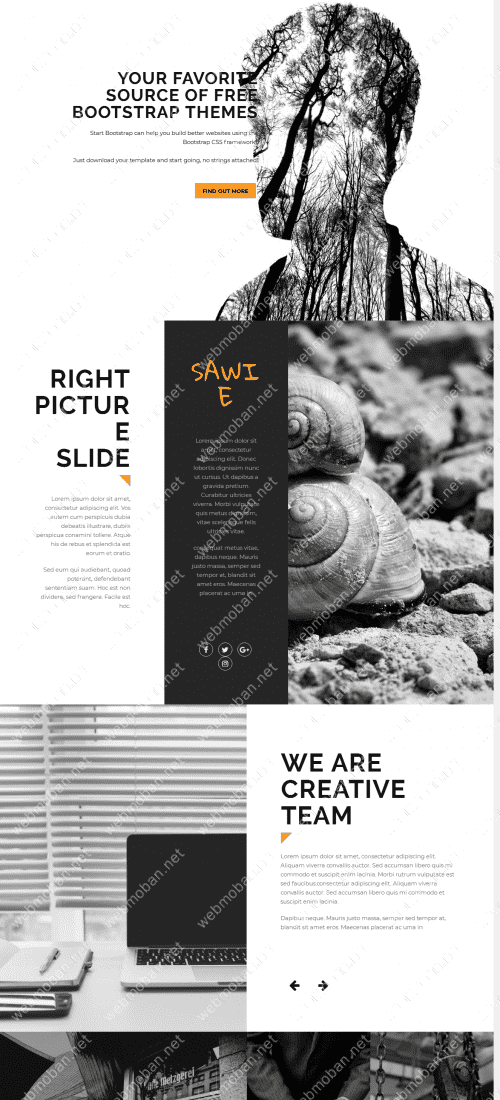 YOUR FAVORITE
SOURCE OF FREE
BOOTSTRAP THEMES
Start Bootstrap can help you build better websites using the
Bootstrap CSS framework!
Just download your template and start going, no strings attached!
FIND OUT MORE
RIGHT
PICTUR
E
SLIDE
Lorem ipsum dolor sit amet,
consectetur adipiscing elit. Vos
autem cum perspicuis dubia
debeatis illustrare, dubiis
perspicua conamini tollere. Atque
his de rebus et splendida est
eorum et oratio.
Sed eum qui audiebant, quoad
poterant, defendebant
sententiam suam. Hoc est non
dividere, sed frangere. Facile est
hoc.
SAWI
E
Lorem ipsum dolor sit
amet, consectetur
adipiscing elit. Donec
lobortis dignissim nunc
ut cursus. Ut dapibus a
gravida pretium.
Curabitur ultricies
viverra. Morbi vulputate
quis metus dignissim,
vitae scelerisque felis
ultrices vitae.
consequat metus vitae,
dapibus neque. Mauris
justo massa, semper sed
tempor at, blandit sit
amet enim. Maecenas
placerat ac urna in
WE ARE
CREATIVE
TEAM
Lorem ipsum dolor sit amet, consectetur adipiscing elit.
Aliquam viverra convallis auctor. Sed accumsan libero quis mi
commodo et suscipit enim lacinia. Morbi rutrum vulputate est
sed faucibus.consectetur adipiscing elit. Aliquam viverra
convallis auctor. Sed accumsan libero quis mi commodo et
suscipit enim lacinia.
Dapibus neque. Mauris justo massa, semper sed tempor at,
blandit sit amet enim. Maecenas placerat ac urna in
Metzgerei
webmoban.net